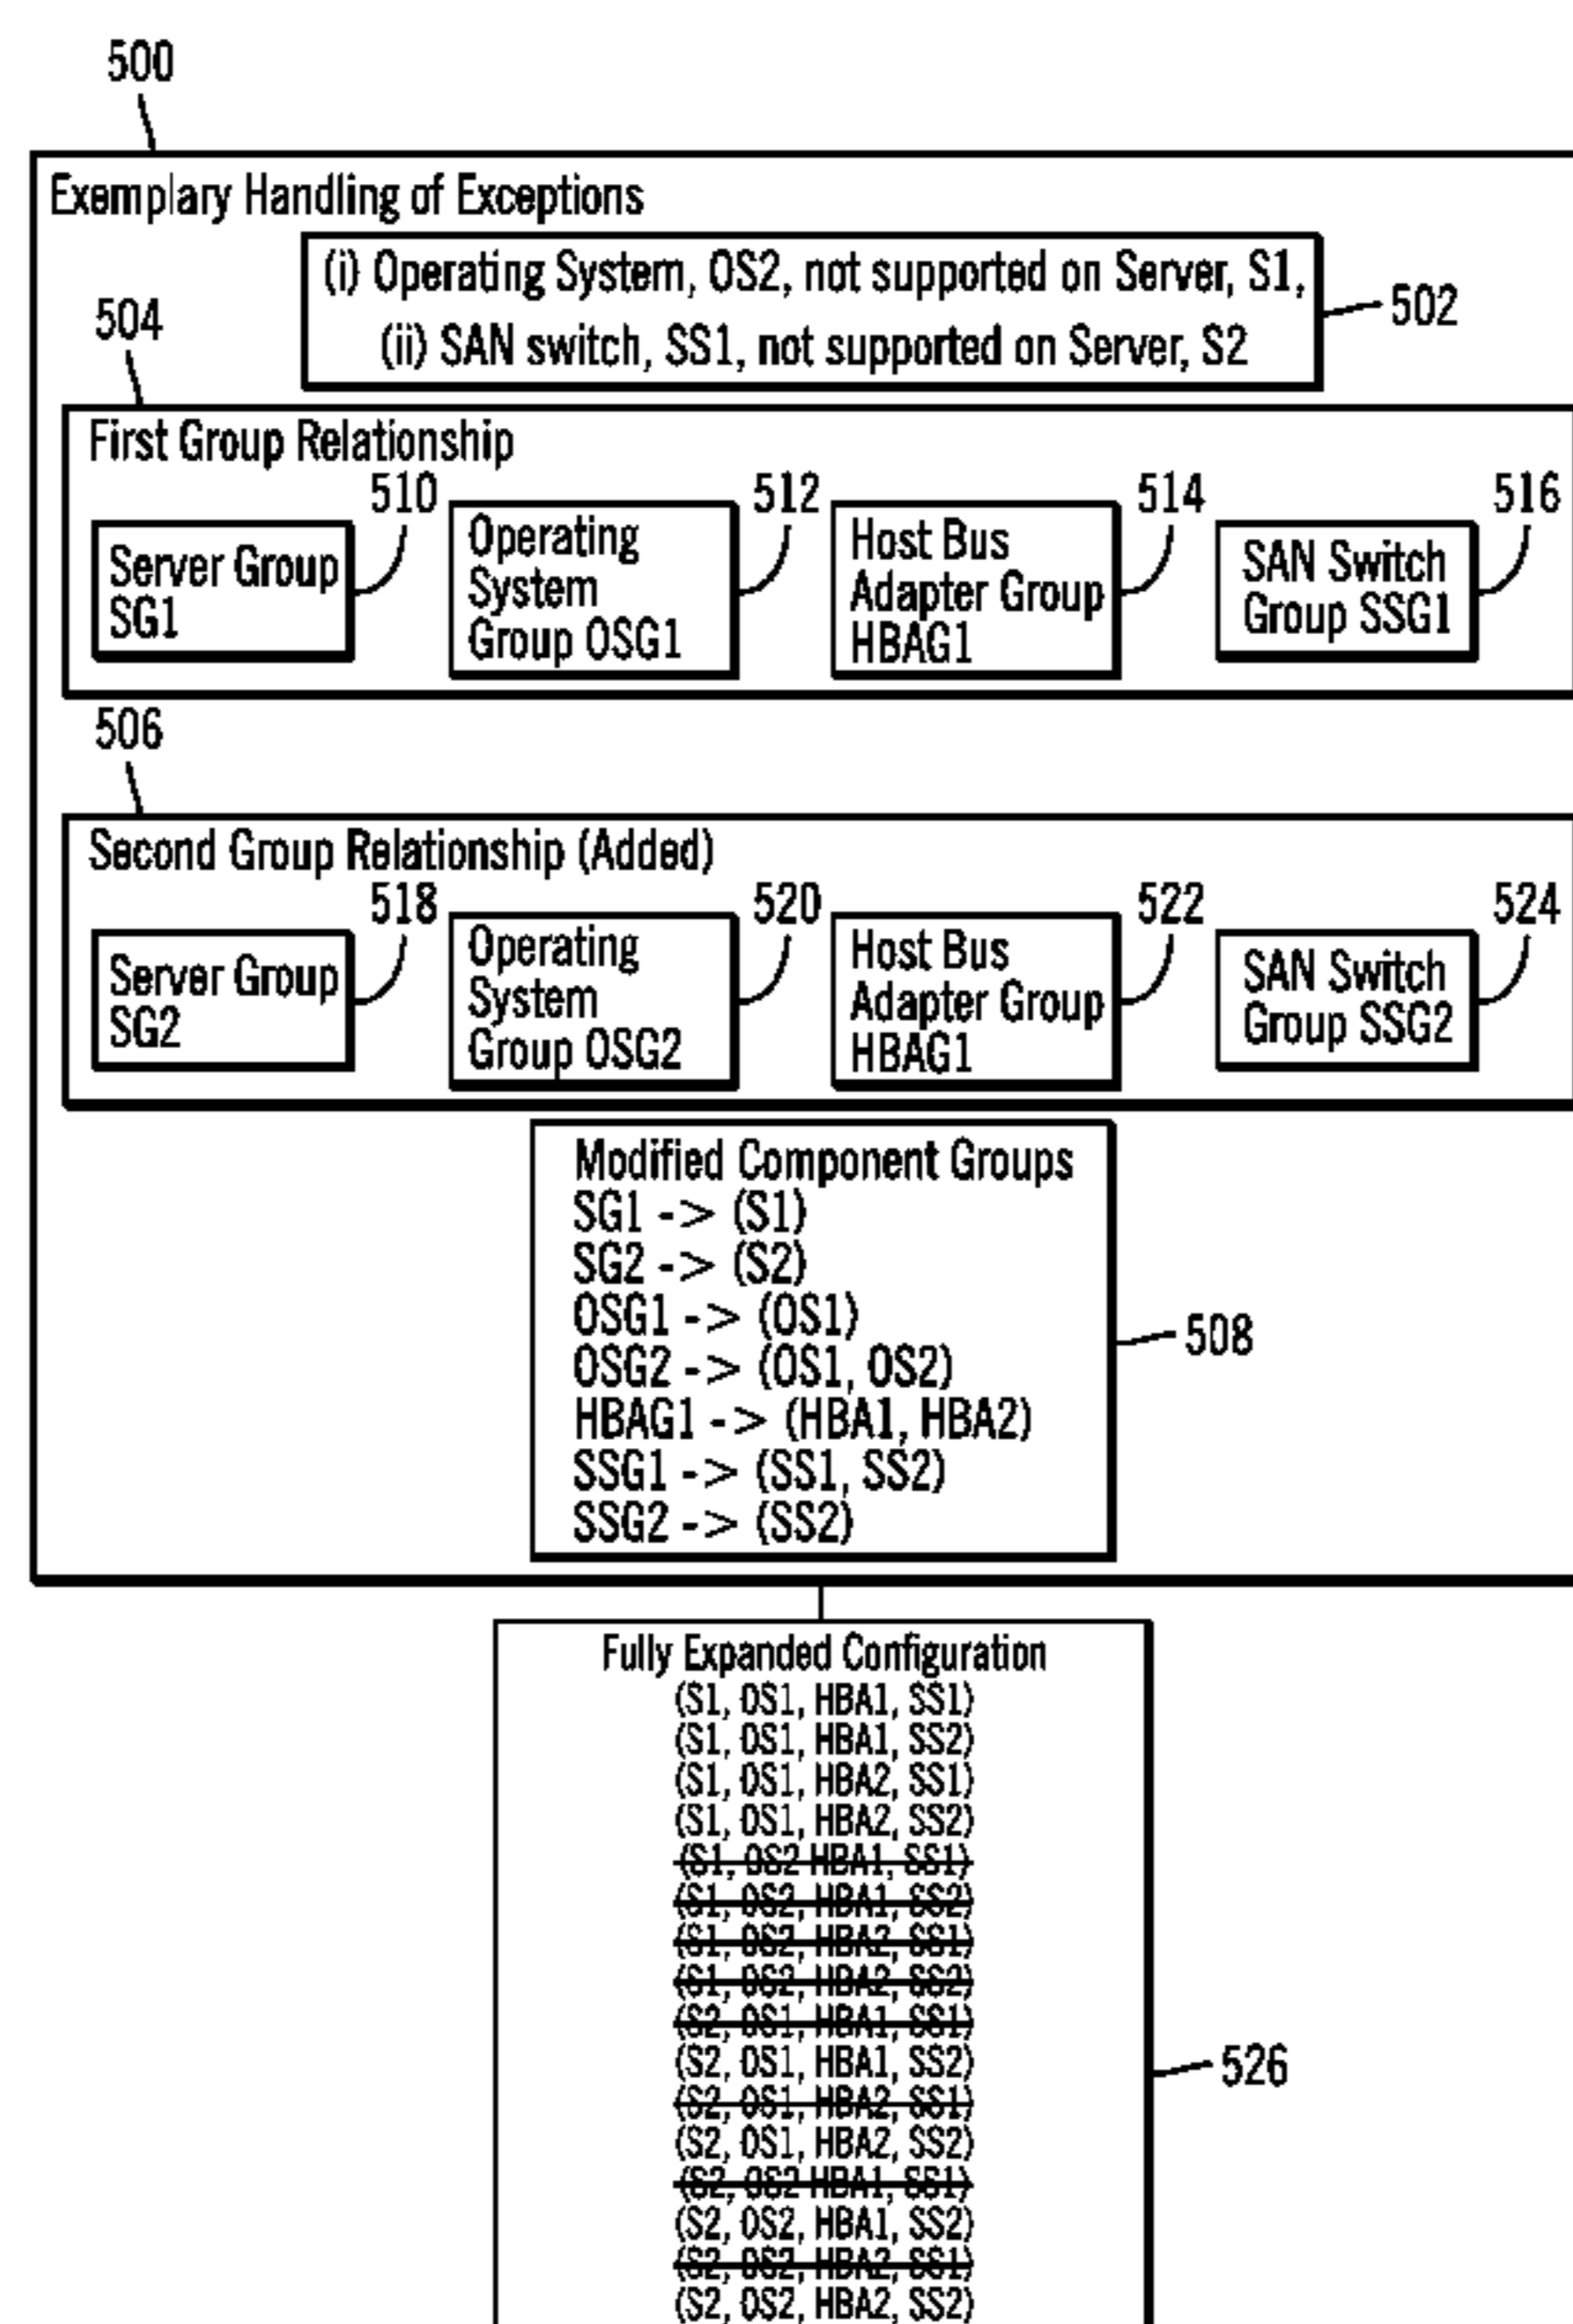 500
Exemplary Handling of Exceptions
(i) Operating System, OS2, not supported on Server, S1,
(ii) SAN switch, SS1, not supported on Server, S2
502
504
First Group Relationship
510
512
514
516
Server Group
SG1
Operating
System
Group OSG1
Host Bus
Adapter Group
HBAG1
SAN Switch
Group SSG1
506
Second Group Relationship (Added)
518
520
522
524
Server Group
SG2
Operating
System
Group OSG2
Host Bus
Adapter Group
HBAG1
SAN Switch
Group SSG2
Modified Component Groups
SG1 -> (S1)
SG2 -> (S2)
OSG1 -> (OS1)
OSG2 -> (OS1, OS2)
HBAG1 -> (HBA1, HBA2)
SSG1 -> (SS1, SS2)
SSG2 -> (SS2)
508
Fully Expanded Configuration
(S1, OS1, HBA1, SS1)
(S1, OS1, HBA1, SS2)
(S1, OS1, HBA2, SS1)
(S1, OS1, HBA2, SS2)
(S1, OS2 HBA1, SS1)
(S1, OS2, HBA1, SS2)
(S1, OS2, HBA2, SS1)
(S1, OS2, HBA2, SS2)
(S2, OS1, HBA1, SS1)
(S2, OS1, HBA1, SS2)
(S2, OS1, HBA2, SS1)
(S2, OS1, HBA2, SS2)
(S2, OS2 HBA1, SS1)
(S2, OS2, HBA1, SS2)
(S2, OS2, HBA2, SS1)
(S2, OS2, HBA2, SS2)
526